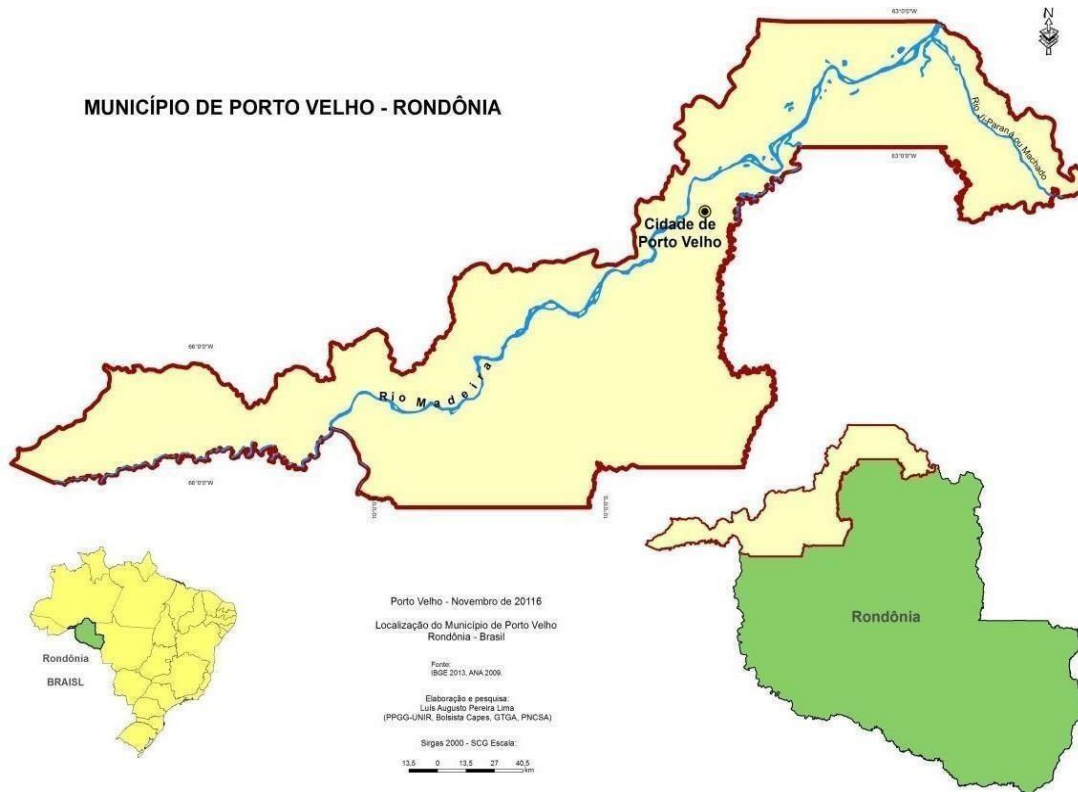 MUNICÍPIO DE PORTO VELHO - RONDÔNIA
63°0'0"W
N
Rio Ji-Paraná ou Machado
63°0'0"W
Cidade de
Porto Velho
66°0'0"W
Rio Madeira
66°0'0"W
10°0'0"S
Rondônia
Rondônia
BRAISL
Porto Velho - Novembro de 20116
Localização do Município de Porto Velho
Rondônia - Brasil
Fonte:
IBGE 2013, ANA 2009.
Elaboração e pesquisa:
Luis Augusto Pereira Lima
(PPGG-UNIR, Bolsista Capes, GTGA, PNCSA)
Sirgas 2000 - SCG Escala:
13,5 0 13,5 27 40,5
km